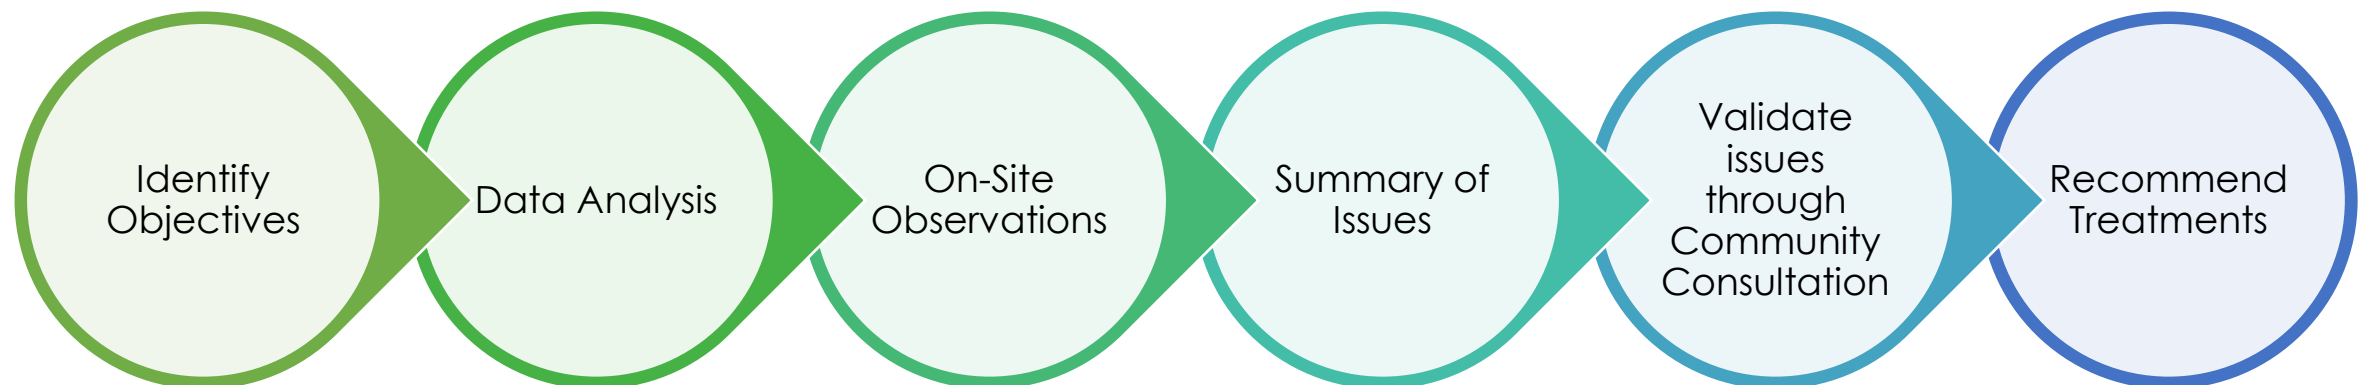 Identify
Objectives
Data Analysis
On-Site
Observations
Summary of
Issues
Validate
issues
through
Community
Consultation
Recommend
Treatments